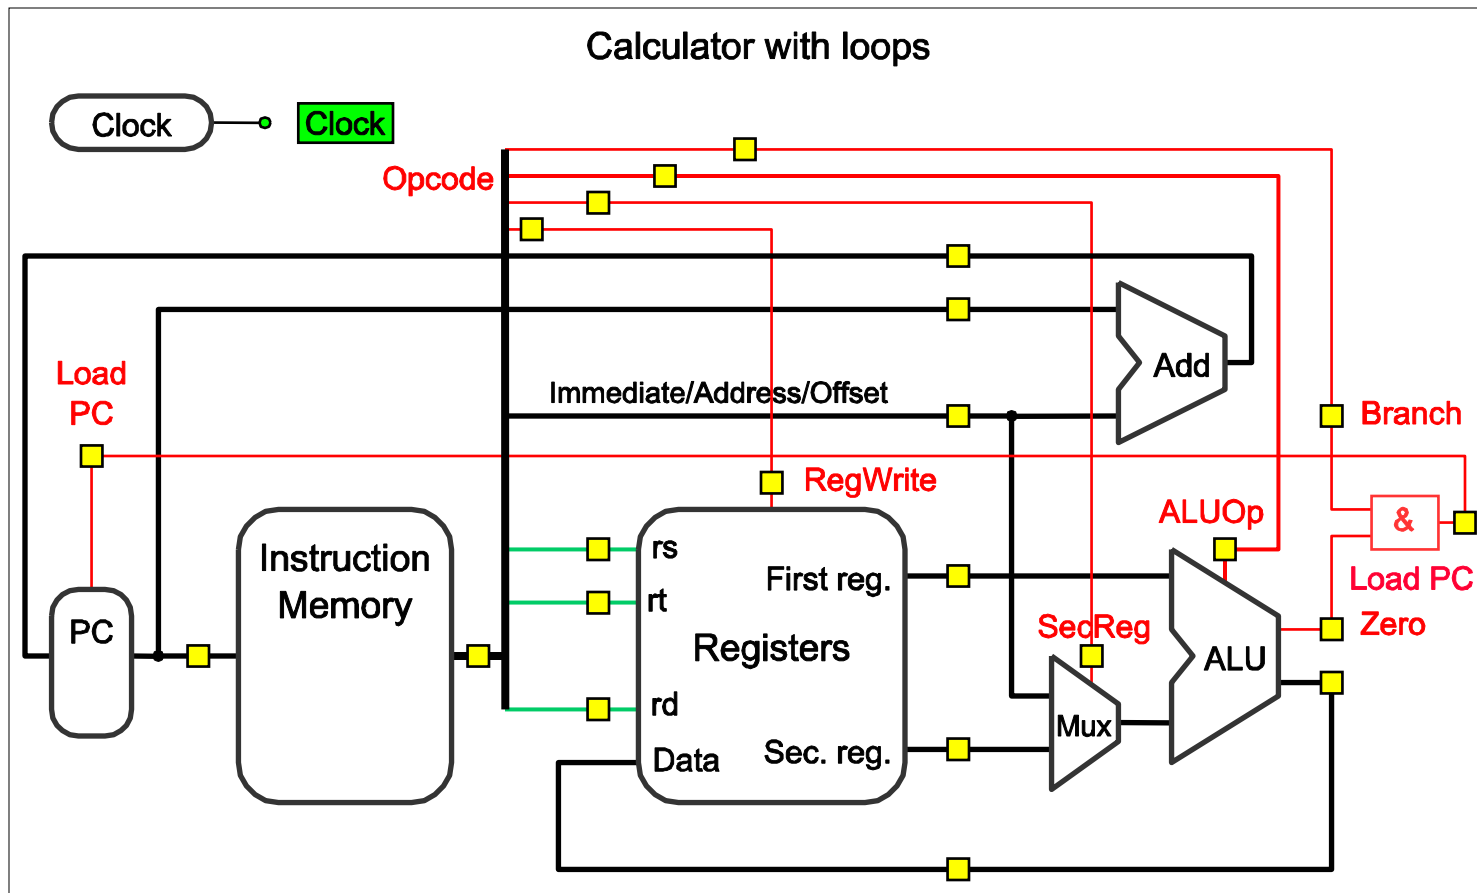 Calculator with loops
Clock
Clock
Opcode
Load
PC
Add
Immediate/Address/Offset
Branch
RegWrite
ALUOp
&
Load PC
Instruction
Memory
rs
First reg.
rt
PC
Registers
SecReg
Zero
ALU
rd
Mux
Data
Sec. reg.